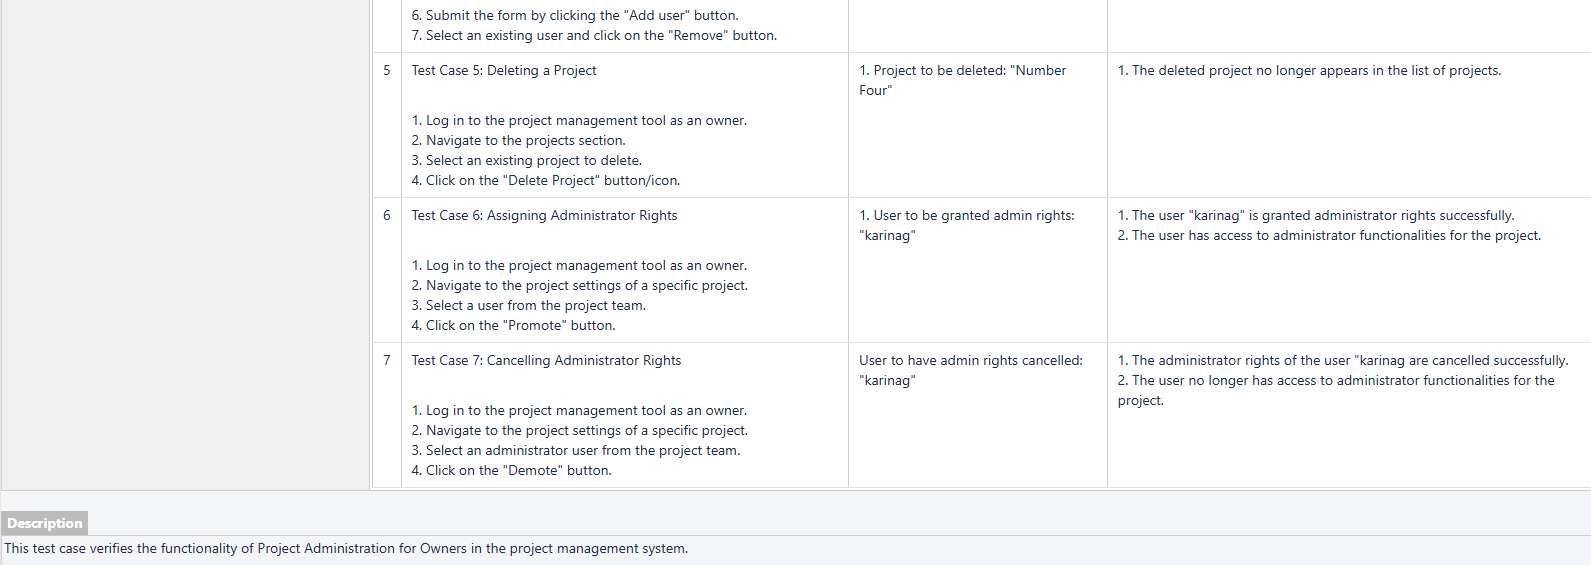 6. Submit the form by clicking the "Add user" button.
7. Select an existing user and click on the "Remove" button.
5
Test Case 5: Deleting a Project
1. Log in to the project management tool as an owner.
2. Navigate to the projects section.
3. Select an existing project to delete.
4. Click on the "Delete Project" button/icon.
1. Project to be deleted: "Number
Four"
1. The deleted project no longer appears in the list of projects.
6
Test Case 6: Assigning Administrator Rights
1. Log in to the project management tool as an owner.
2. Navigate to the project settings of a specific project.
3. Select a user from the project team.
4. Click on the "Promote" button.
1. User to be granted admin rights:
"karinag"
1. The user "karinag" is granted administrator rights successfully.
2. The user has access to administrator functionalities for the project.
7
Test Case 7: Cancelling Administrator Rights
1. Log in to the project management tool as an owner.
2. Navigate to the project settings of a specific project.
3. Select an administrator user from the project team.
4. Click on the "Demote" button.
User to have admin rights cancelled:
"karinag"
1. The administrator rights of the user "karinag are cancelled successfully.
2. The user no longer has access to administrator functionalities for the
project.
Description
This test case verifies the functionality of Project Administration for Owners in the project management system.